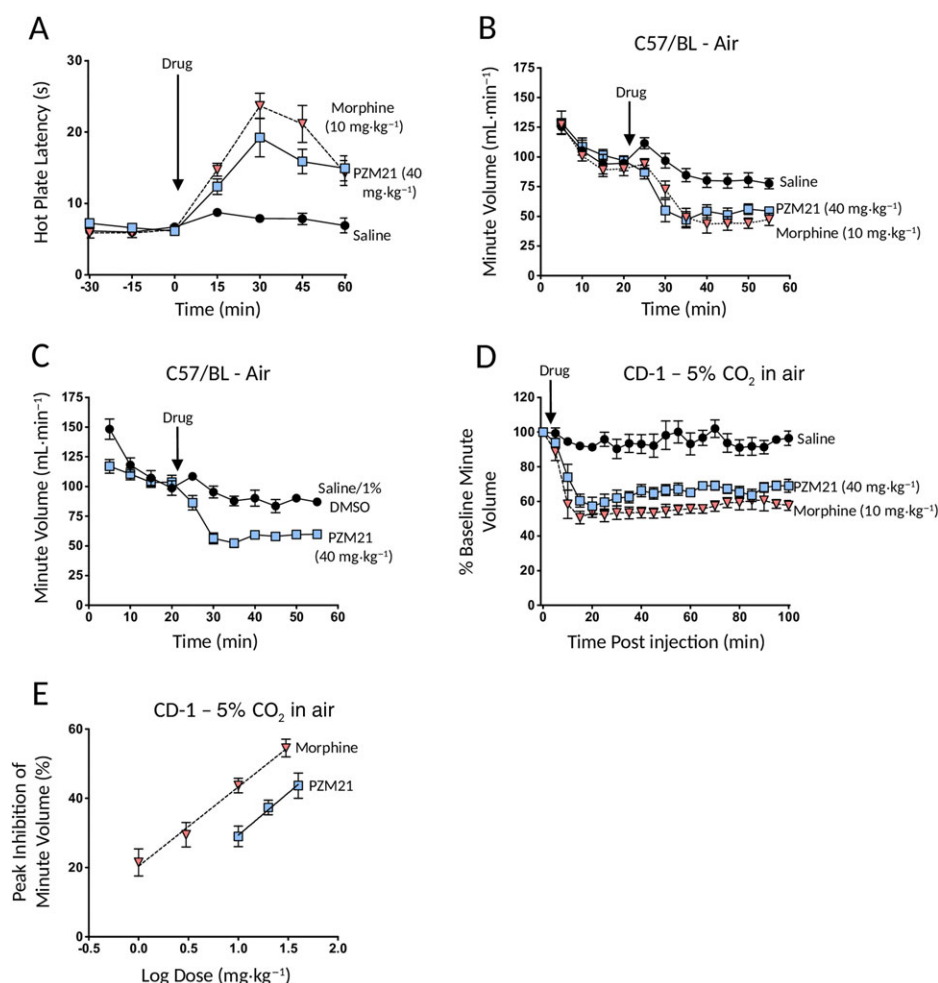 A
Hot Plate Latency (s)
30
20
10
0
-30
-15
0
15
30
45
60
Time (min)
Drug
Morphine
(10 mg·kg⁻¹)
PZM21 (40
mg·kg⁻¹)
Saline
B
C57/BL - Air
Minute Volume (mL·min⁻¹)
175
150
125
100
75
50
25
0
0
10
20
30
40
50
60
Time (min)
Drug
Saline
PZM21 (40 mg·kg⁻¹)
Morphine (10 mg·kg⁻¹)
C
C57/BL - Air
Minute Volume (mL·min⁻¹)
175
150
125
100
75
50
25
0
0
10
20
30
40
50
60
Time (min)
Drug
Saline/1%
DMSO
PZM21
(40 mg·kg⁻¹)
D
CD-1 – 5% CO₂ in air
% Baseline Minute
Volume
120
100
80
60
40
20
0
0
20
40
60
80
100
Time Post injection (min)
Drug
Saline
PZM21 (40 mg·kg⁻¹)
Morphine (10 mg·kg⁻¹)
E
CD-1 – 5% CO₂ in air
Peak Inhibition of
Minute Volume (%)
60
40
20
0
-0.5
0.0
0.5
1.0
1.5
2.0
Log Dose (mg·kg⁻¹)
Morphine
PZM21